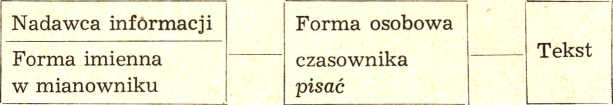 Nadawca informacji
Forma imienna
w mianowniku
Forma osobowa
czasownika
pisać
Tekst